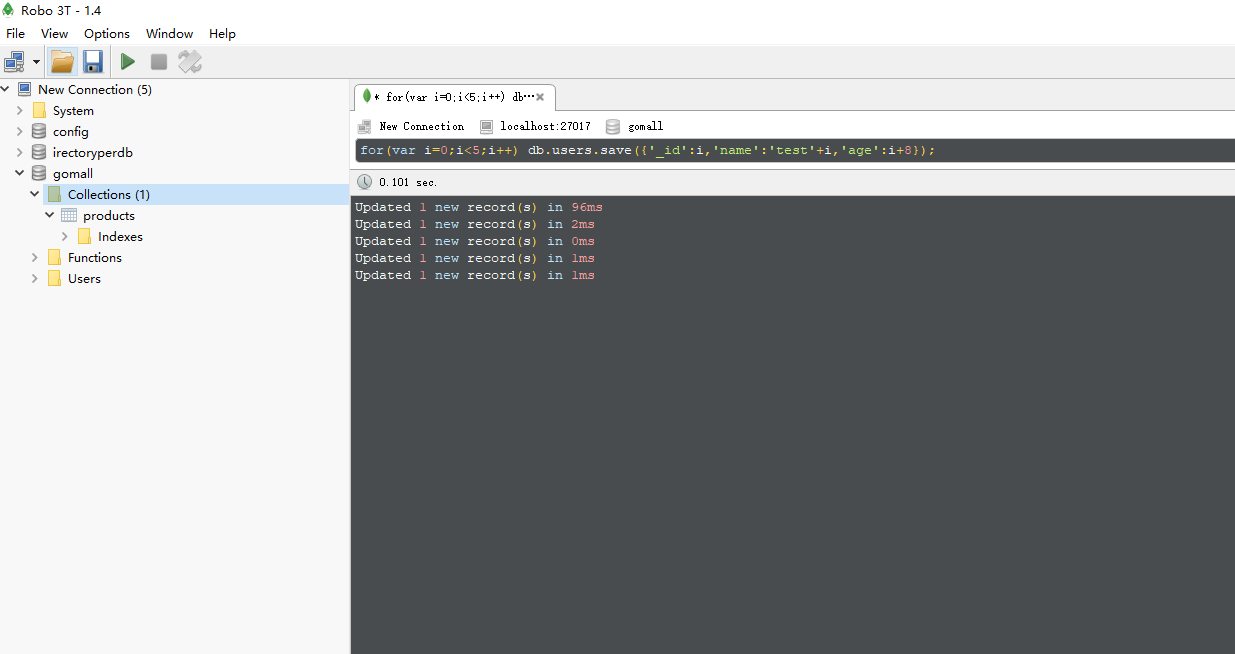 Robo 3T - 1.4
File View Options Window Help
New Connection (5)
System
config
irectoryperdb
gomall
Collections (1)
products
Indexes
Functions
Users
* for(var i=0;i<5;i++) db···
New Connection localhost:27017 gomall
for(var i=0;i<5;i++) db.users.save({'_id':i,'name':'test'+i,'age':i+8});
0.101 sec.
Updated 1 new record(s) in 96ms
Updated 1 new record(s) in 2ms
Updated 1 new record(s) in 0ms
Updated 1 new record(s) in 1ms
Updated 1 new record(s) in 1ms